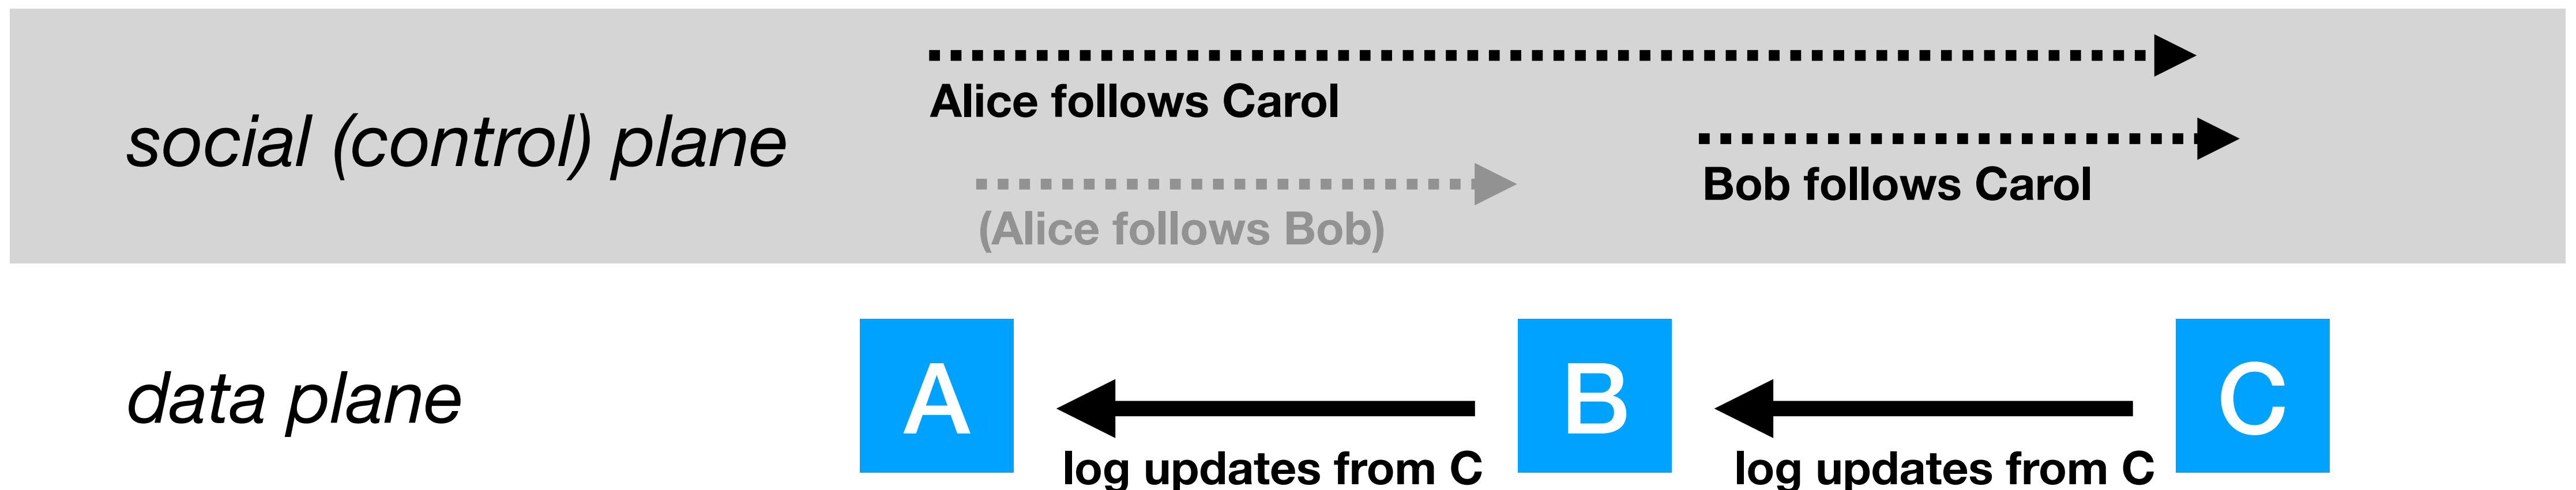 Alice follows Carol
social (control) plane
Bob follows Carol
(Alice follows Bob)
data plane
A
B
C
log updates from C
log updates from C